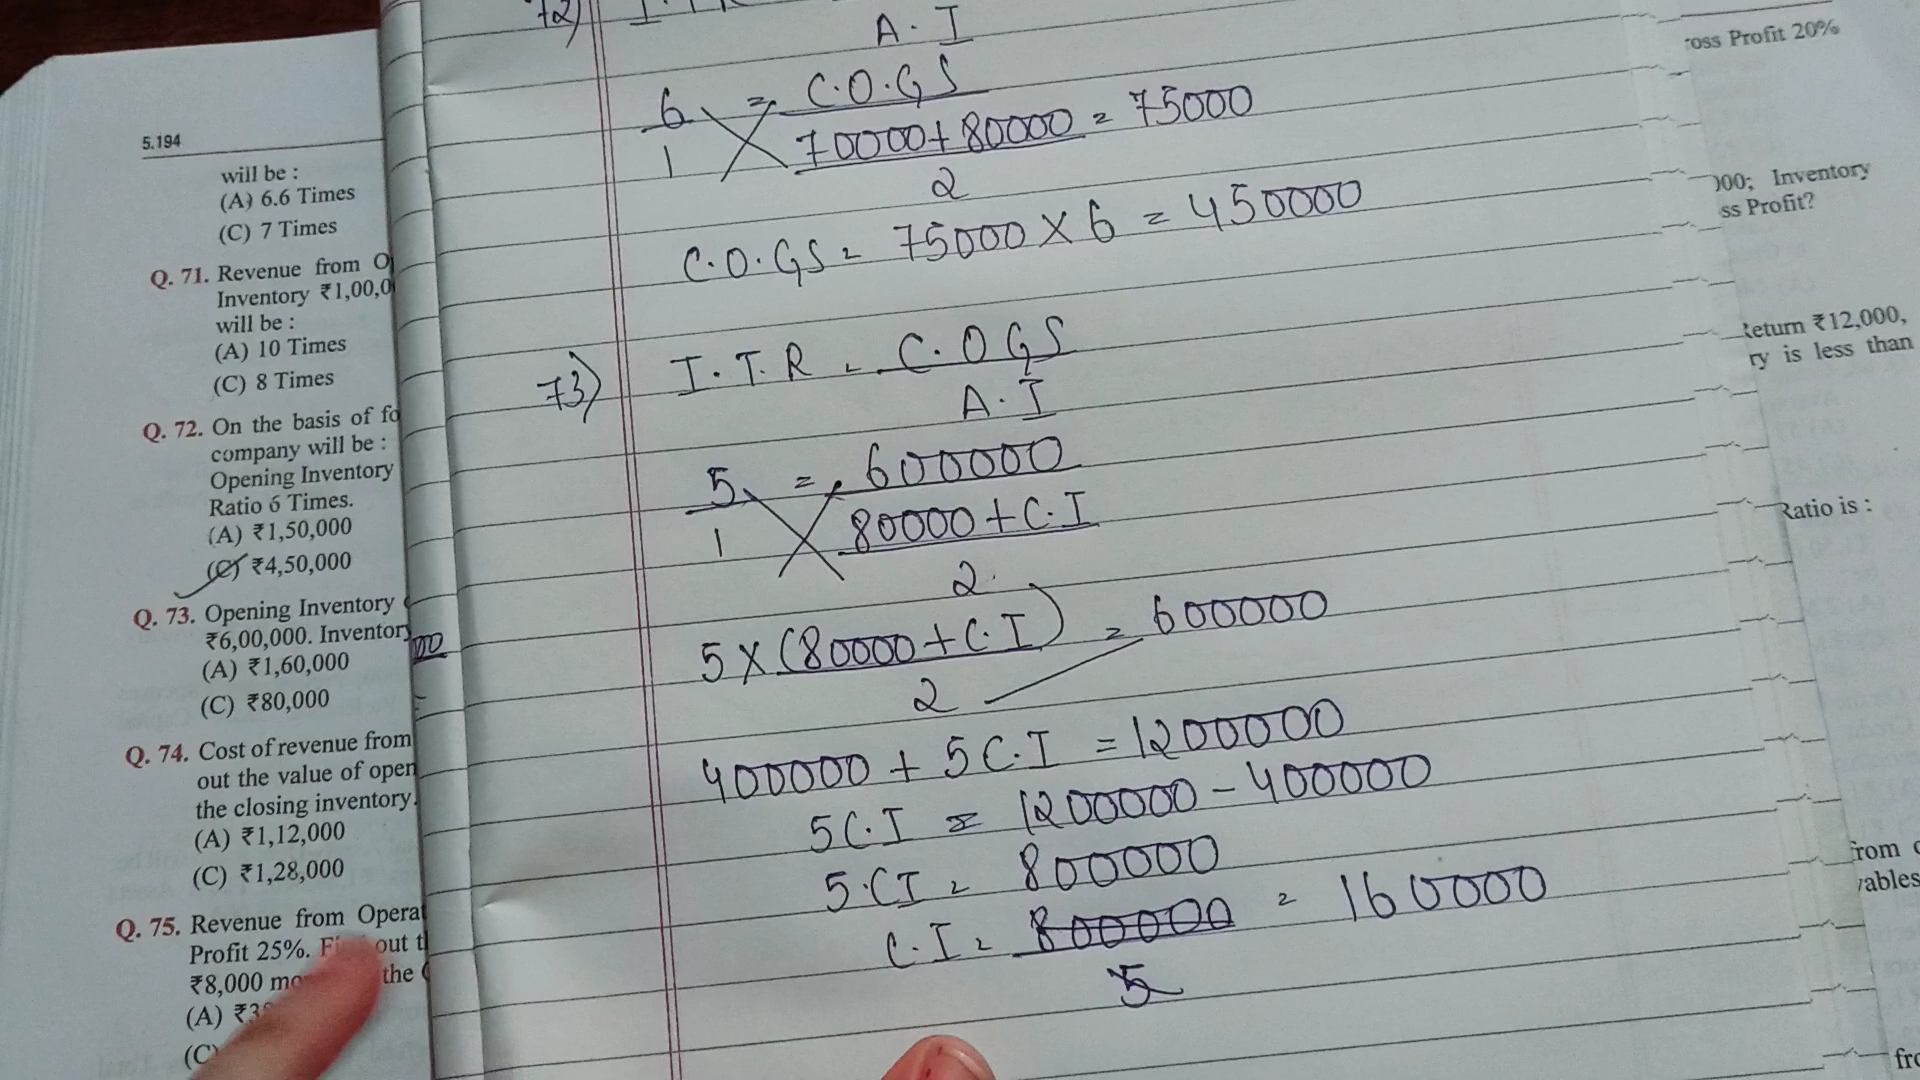 5.194
will be :
(A) 6.6 Times
(C) 7 Times
Q. 71. Revenue from
Inventory ₹1,00,0
will be :
(A) 10 Times
(C) 8 Times
Q. 72. On the basis of fo
company will be :
Opening Inventory
Ratio 6 Times.
(A) ₹1,50,000
(C) ₹4,50,000
Q. 73. Opening Inventory
₹6,00,000. Inventory
(A) ₹1,60,000
(C) ₹80,000
Q. 74. Cost of revenue from
out the value of open
the closing inventory.
(A) ₹1,12,000
(C) ₹1,28,000
Q. 75. Revenue from Operat
Profit 25%. out t
₹8,000 mo the
(A) ₹3
(C)
72)
A.I
6 = C.O.G S
1 70000+80000 = 75000
2
C.O.GS = 75000 X 6 = 450000
73) I.T.R = C.O G S
A.I
5 = 600000
1 80000+C.I
2
5 X (80000+C.I) = 600000
2
400000 + 5 C.I = 1200000
5 C.I = 1200000 - 400000
5.CI = 800000
C.I = 800000 = 160000
5
ross Profit 20%
000; Inventory
ss Profit?
Return ₹12,000,
ry is less than
Ratio is :
from
ables
fro